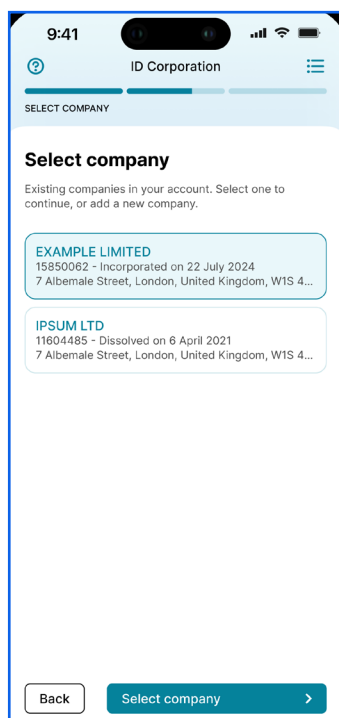 9:41
ID Corporation
SELECT COMPANY
Select company
Existing companies in your account. Select one to
continue, or add a new company.
EXAMPLE LIMITED
15850062 - Incorporated on 22 July 2024
7 Albemale Street, London, United Kingdom, W1S 4...
IPSUM LTD
11604485 - Dissolved on 6 April 2021
7 Albemale Street, London, United Kingdom, W1S 4...
Back
Select company